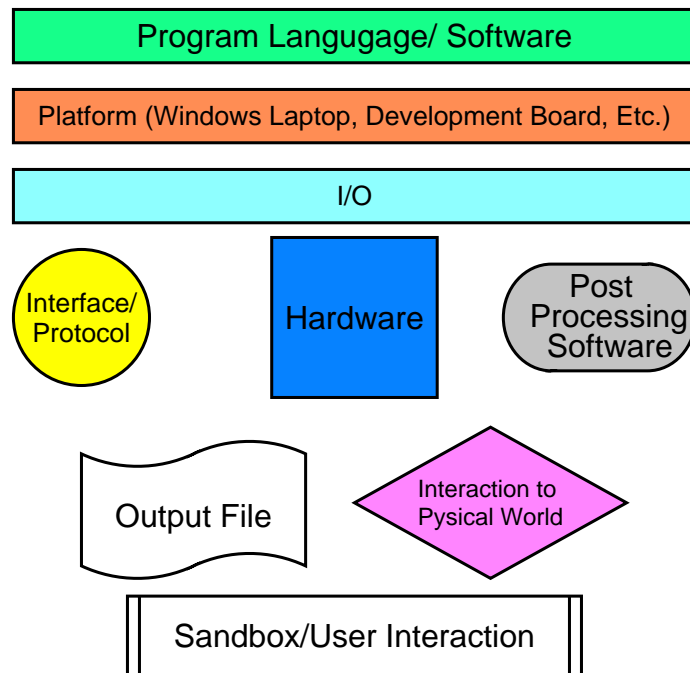 Program Langugage/ Software
Platform (Windows Laptop, Development Board, Etc.)
I/O
Interface/
Protocol
Hardware
Post
Processing
Software
Output File
Interaction to
Pysical World
Sandbox/User Interaction